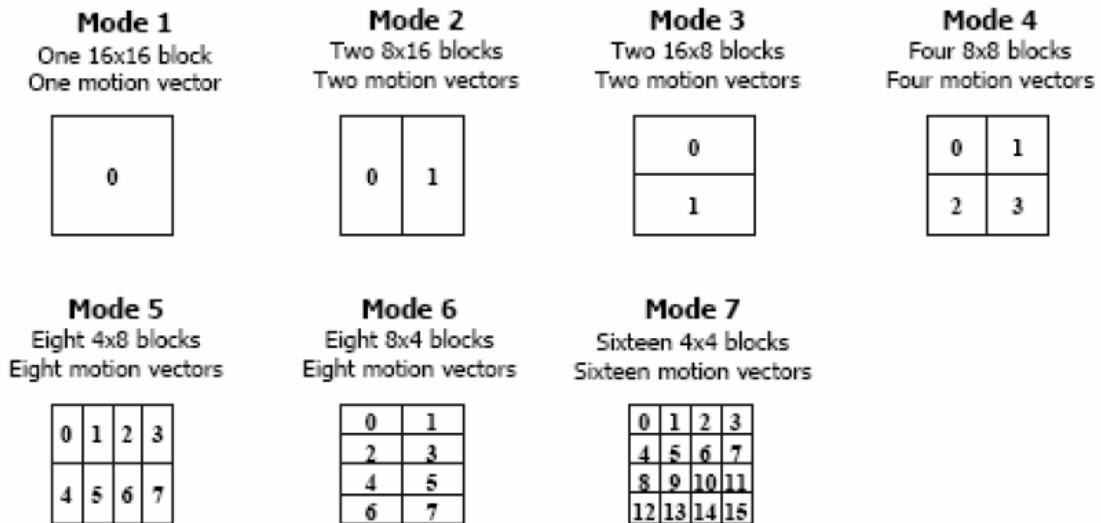 Mode 1
One 16x16 block
One motion vector
0
Mode 2
Two 8x16 blocks
Two motion vectors
0 1
Mode 3
Two 16x8 blocks
Two motion vectors
0
1
Mode 4
Four 8x8 blocks
Four motion vectors
0 1
2 3
Mode 5
Eight 4x8 blocks
Eight motion vectors
0 1 2 3
4 5 6 7
Mode 6
Eight 8x4 blocks
Eight motion vectors
0 1
2 3
4 5
6 7
Mode 7
Sixteen 4x4 blocks
Sixteen motion vectors
0 1 2 3
4 5 6 7
8 9 10 11
12 13 14 15